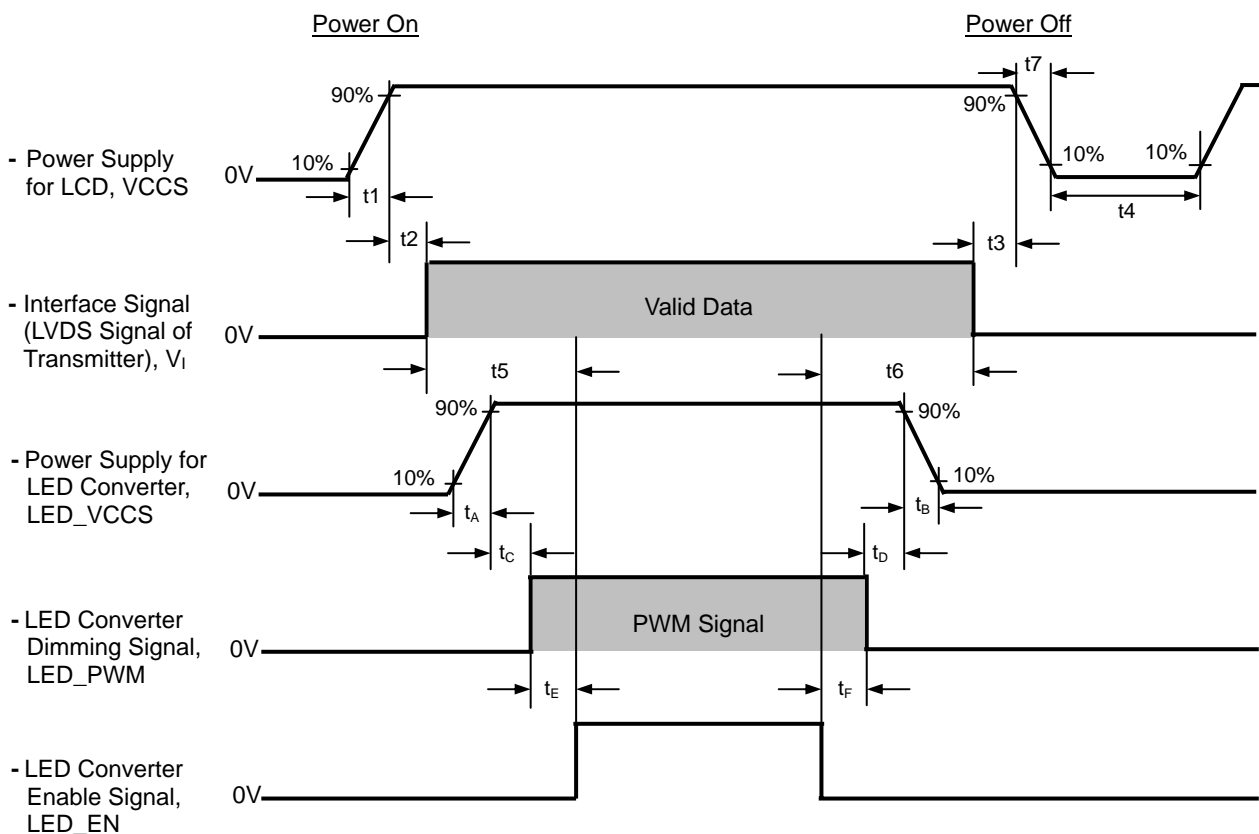 Power On
Power Off
t7
90%
90%
- Power Supply
for LCD, VCCS
10%
10%
10%
0V
t1
t4
t2
t3
- Interface Signal
(LVDS Signal of
Transmitter), VI
Valid Data
0V
t5
t6
90%
90%
- Power Supply for
LED Converter,
LED_VCCS
10%
10%
0V
tA
tB
tC
tD
- LED Converter
Dimming Signal,
LED_PWM
PWM Signal
0V
tE
tF
- LED Converter
Enable Signal,
LED_EN
0V